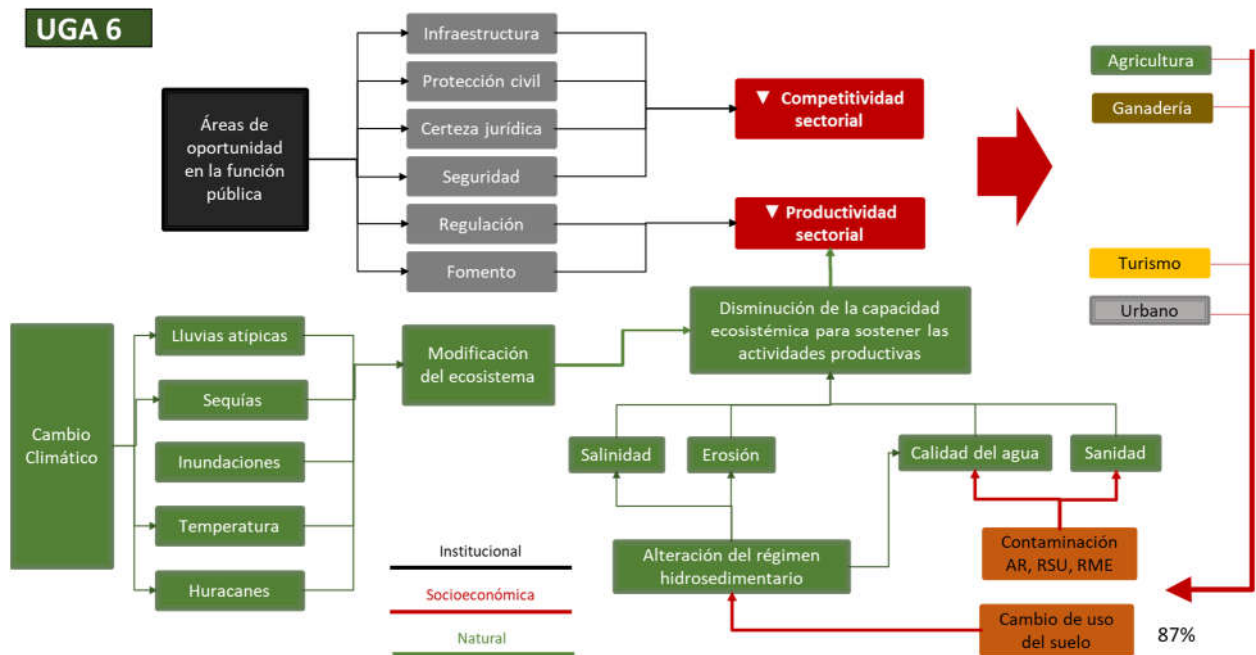 UGA 6
Áreas de
oportunidad
en la función
pública
Infraestructura
Protección civil
Certeza jurídica
Seguridad
Regulación
Fomento
▼ Competitividad
sectorial
▼ Productividad
sectorial
Agricultura
Ganadería
Turismo
Urbano
Cambio
Climático
Lluvias atípicas
Sequías
Inundaciones
Temperatura
Huracanes
Modificación
del ecosistema
Disminución de la capacidad
ecosistémica para sostener las
actividades productivas
Salinidad
Erosión
Calidad del agua
Sanidad
Alteración del régimen
hidrosedimentario
Contaminación
AR, RSU, RME
Cambio de uso
del suelo
87%
Institucional
Socioeconómica
Natural